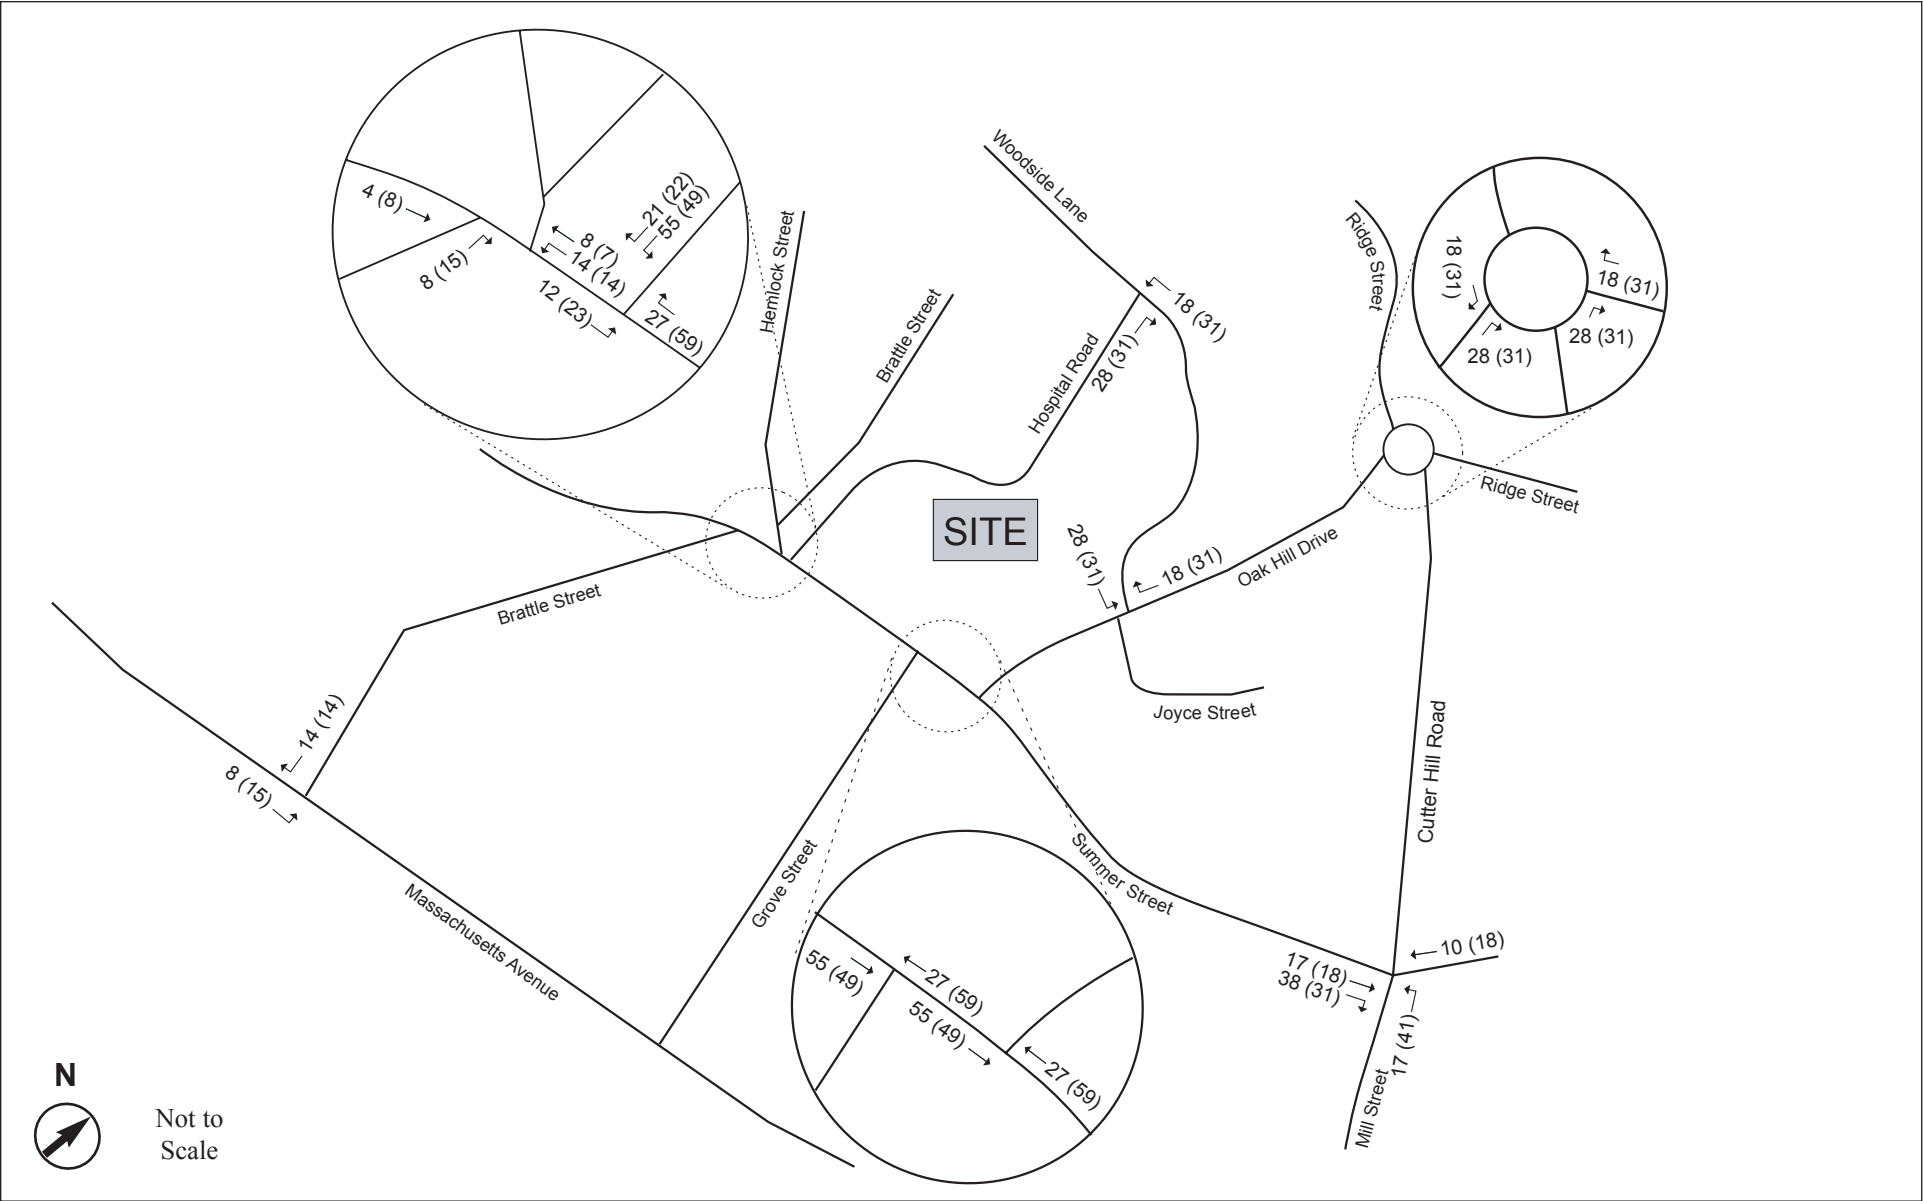 Woodside Lane
4 (8)
8 (15)
8 (7)
14 (14)
21 (22)
55 (49)
12 (23)
27 (59)
Hemlock Street
Brattle Street
Hospital Road
28 (31)
18 (31)
Ridge Street
18 (31)
18 (31)
28 (31)
28 (31)
Ridge Street
SITE
28 (31)
18 (31)
Oak Hill Drive
Brattle Street
Joyce Street
14 (14)
8 (15)
Cutter Hill Road
Massachusetts Avenue
Grove Street
Summer Street
55 (49)
27 (59)
55 (49)
27 (59)
17 (18)
38 (31)
10 (18)
17 (41)
Mill Street
N
Not to
Scale